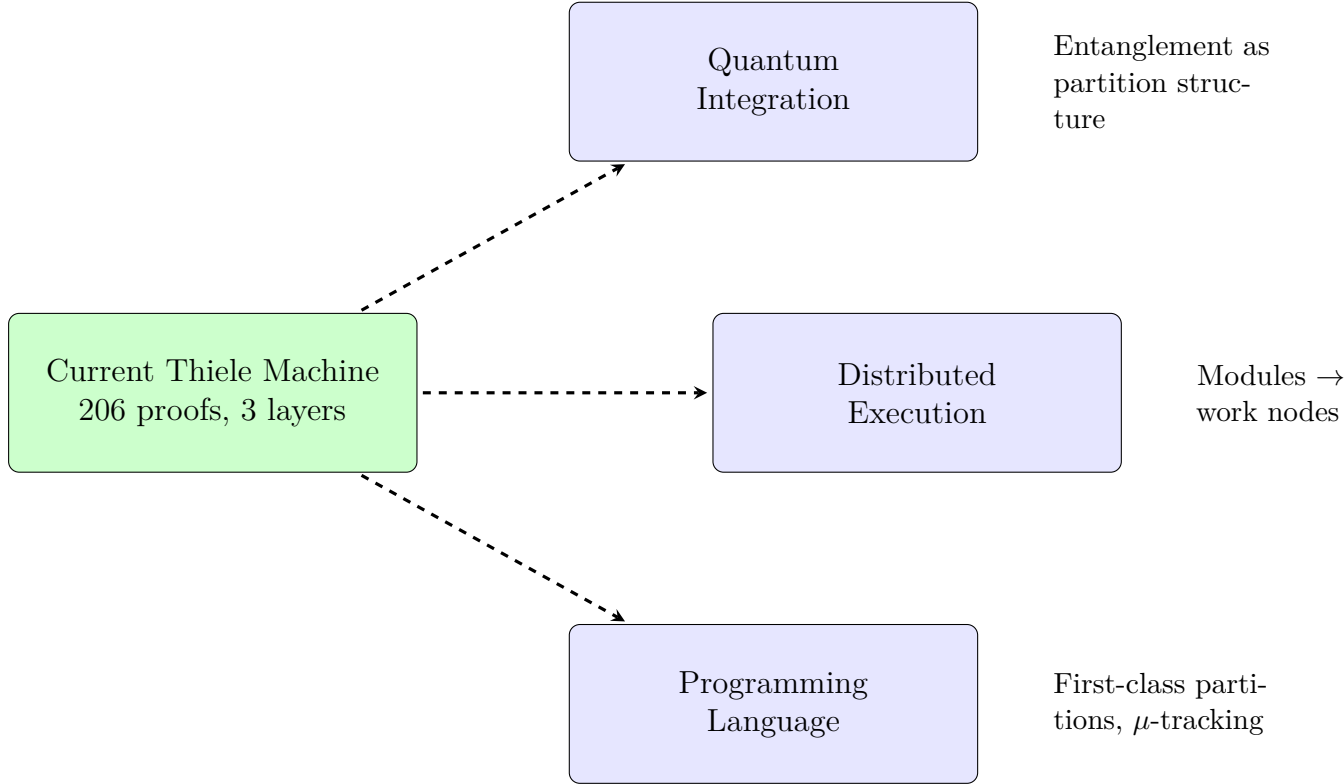 Quantum
Integration
Entanglement as
partition struc-
ture
Current Thiele Machine
206 proofs, 3 layers
Distributed
Execution
Modules →
work nodes
Programming
Language
First-class parti-
tions, μ-tracking